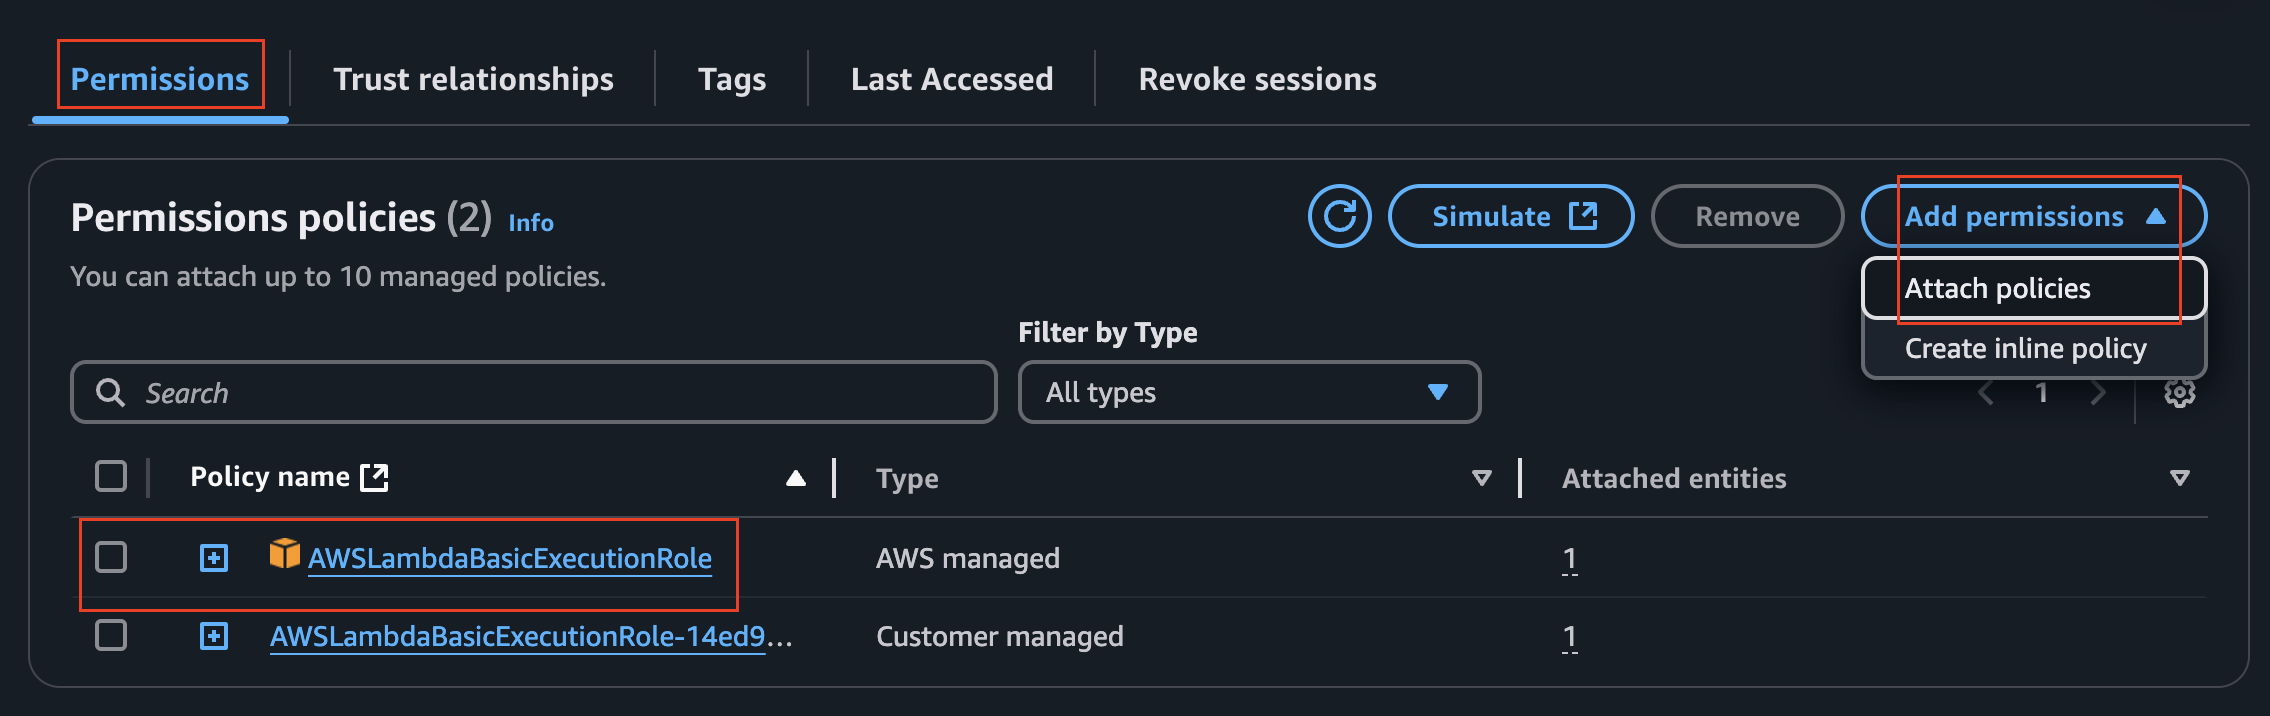 Permissions
Trust relationships
Tags
Last Accessed
Revoke sessions
Permissions policies (2) Info
You can attach up to 10 managed policies.
Simulate
Remove
Add permissions
Attach policies
Create inline policy
Filter by Type
Search
All types
1
Policy name
Type
Attached entities
AWSLambdaBasicExecutionRole
AWS managed
1
AWSLambdaBasicExecutionRole-14ed9...
Customer managed
1